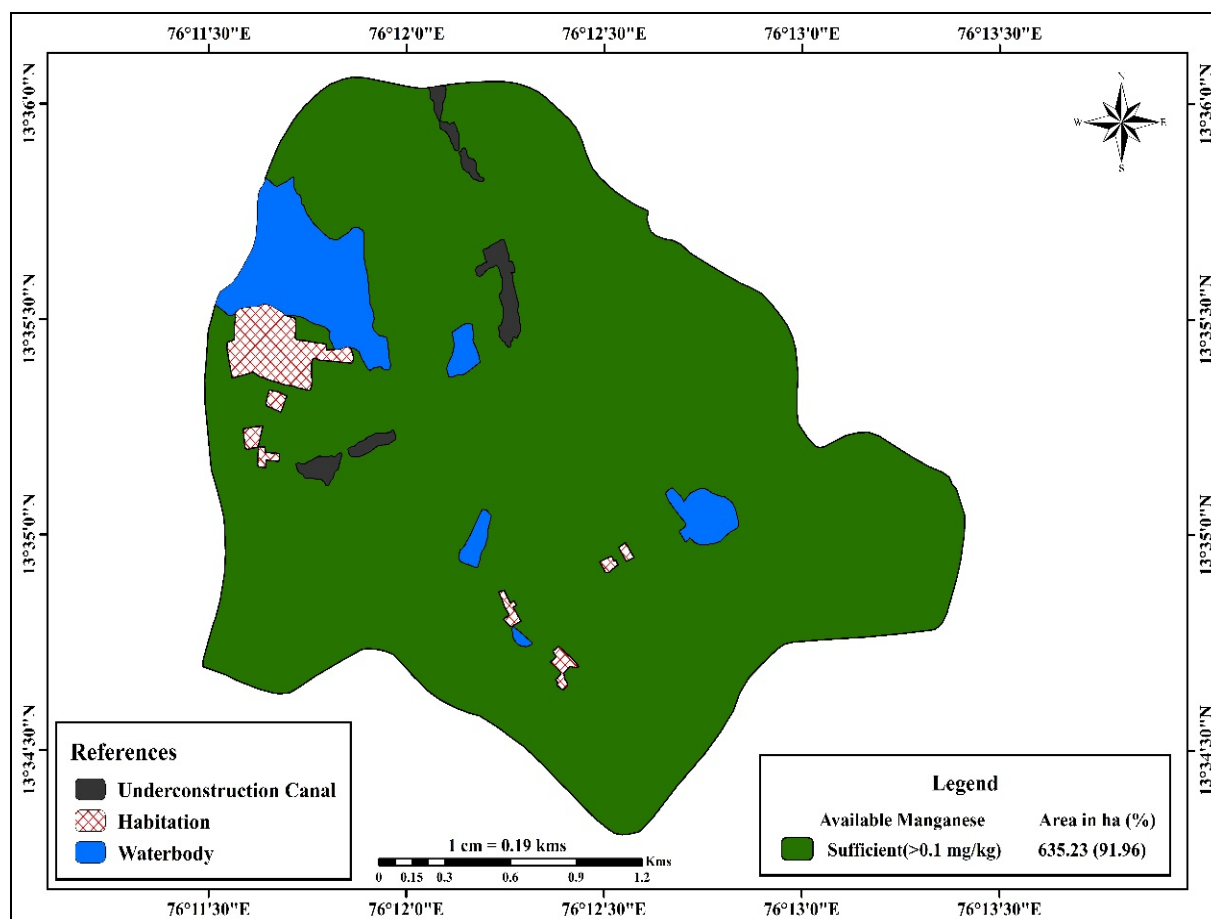 76°11'30"E 76°12'0"E 76°12'30"E 76°13'0"E 76°13'30"E
13°36'0"N
13°35'30"N
13°35'0"N
13°34'30"N
N
W E
S
13°36'0"N
13°35'30"N
13°35'0"N
13°34'30"N
References
Underconstruction Canal
Habitation
Waterbody
1 cm = 0.19 kms
Kms
0 0.15 0.3 0.6 0.9 1.2
Legend
Available Manganese Area in ha (%)
Sufficient(>0.1 mg/kg) 635.23 (91.96)
76°11'30"E 76°12'0"E 76°12'30"E 76°13'0"E 76°13'30"E